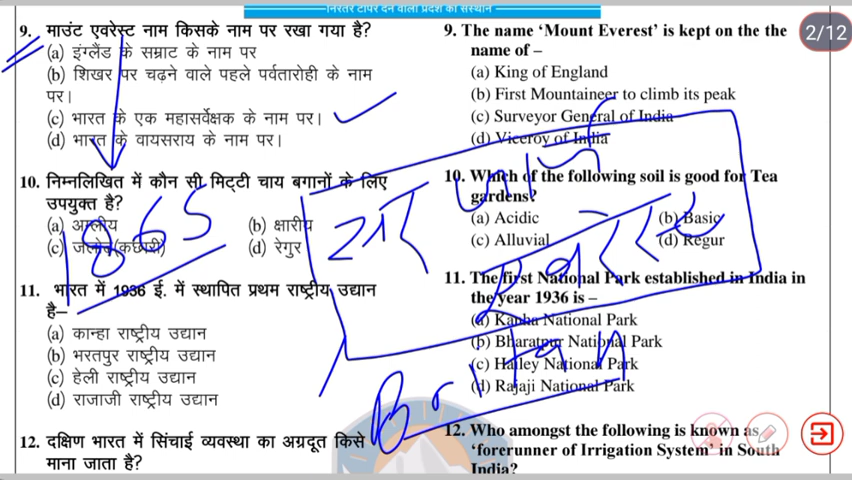 निरंतर टॉपर देने वाला प्रदेश का संस्थान
2/12
9. माउंट एवरेस्ट नाम किसके नाम पर रखा गया है?
(a) इंग्लैंड के सम्राट के नाम पर
(b) शिखर पर चढ़ने वाले पहले पर्वतारोही के नाम
पर।
(c) भारत के एक महासर्वेक्षक के नाम पर।
(d) भारत के वायसराय के नाम पर।
10. निम्नलिखित में कौन सी मिट्टी चाय बगानों के लिए
उपयुक्त है?
(a) अम्लीय (b) क्षारीय
(c) जलोढ़ (कछारी) (d) रेगुर
11. भारत में 1936 ई. में स्थापित प्रथम राष्ट्रीय उद्यान
है–
(a) कान्हा राष्ट्रीय उद्यान
(b) भरतपुर राष्ट्रीय उद्यान
(c) हेली राष्ट्रीय उद्यान
(d) राजाजी राष्ट्रीय उद्यान
12. दक्षिण भारत में सिंचाई व्यवस्था का अग्रदूत किसे
माना जाता है?
9. The name ‘Mount Everest’ is kept on the the
name of –
(a) King of England
(b) First Mountaineer to climb its peak
(c) Surveyor General of India
(d) Viceroy of India
10. Which of the following soil is good for Tea
gardens?
(a) Acidic (b) Basic
(c) Alluvial (d) Regur
11. The first National Park established in India in
the year 1936 is –
(a) Kanha National Park
(b) Bharatpur National Park
(c) Hailey National Park
(d) Rajaji National Park
12. Who amongst the following is known as
‘forerunner of Irrigation System’ in South
India?
1865
सर जार्ज
एवरेस्ट